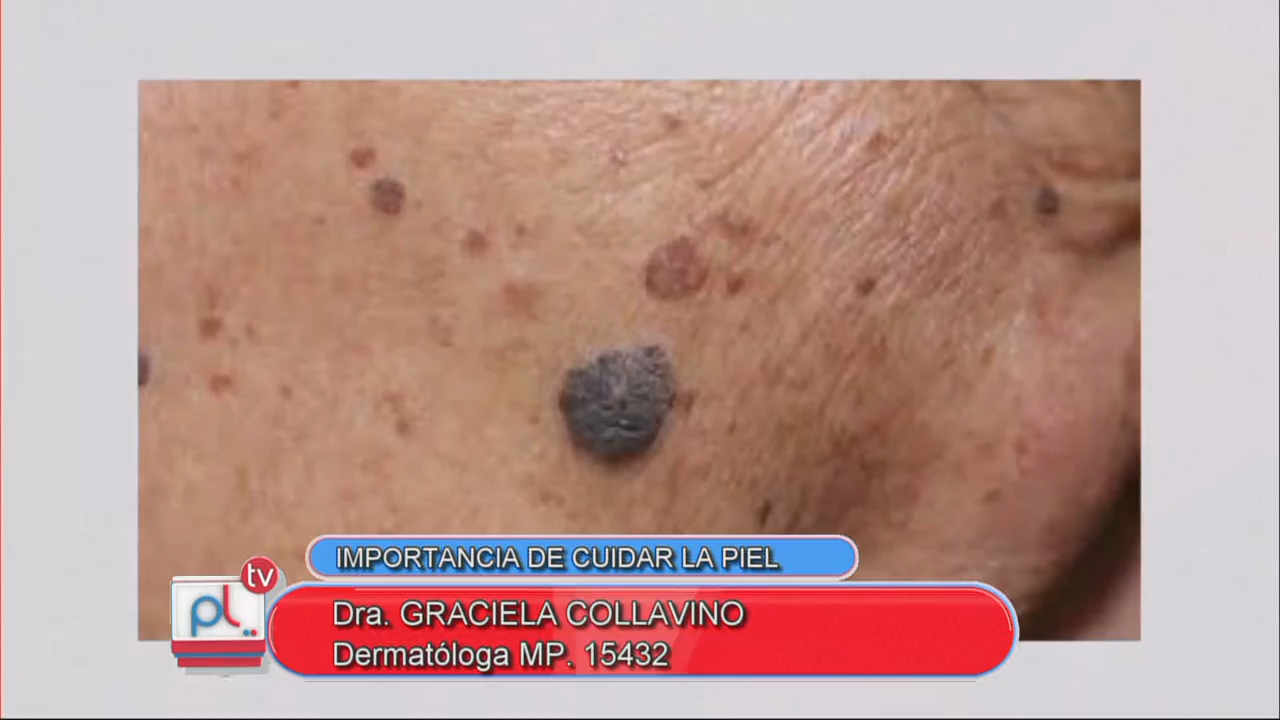 IMPORTANCIA DE CUIDAR LA PIEL
tv
pl..
Dra. GRACIELA COLLAVINO
Dermatóloga MP. 15432